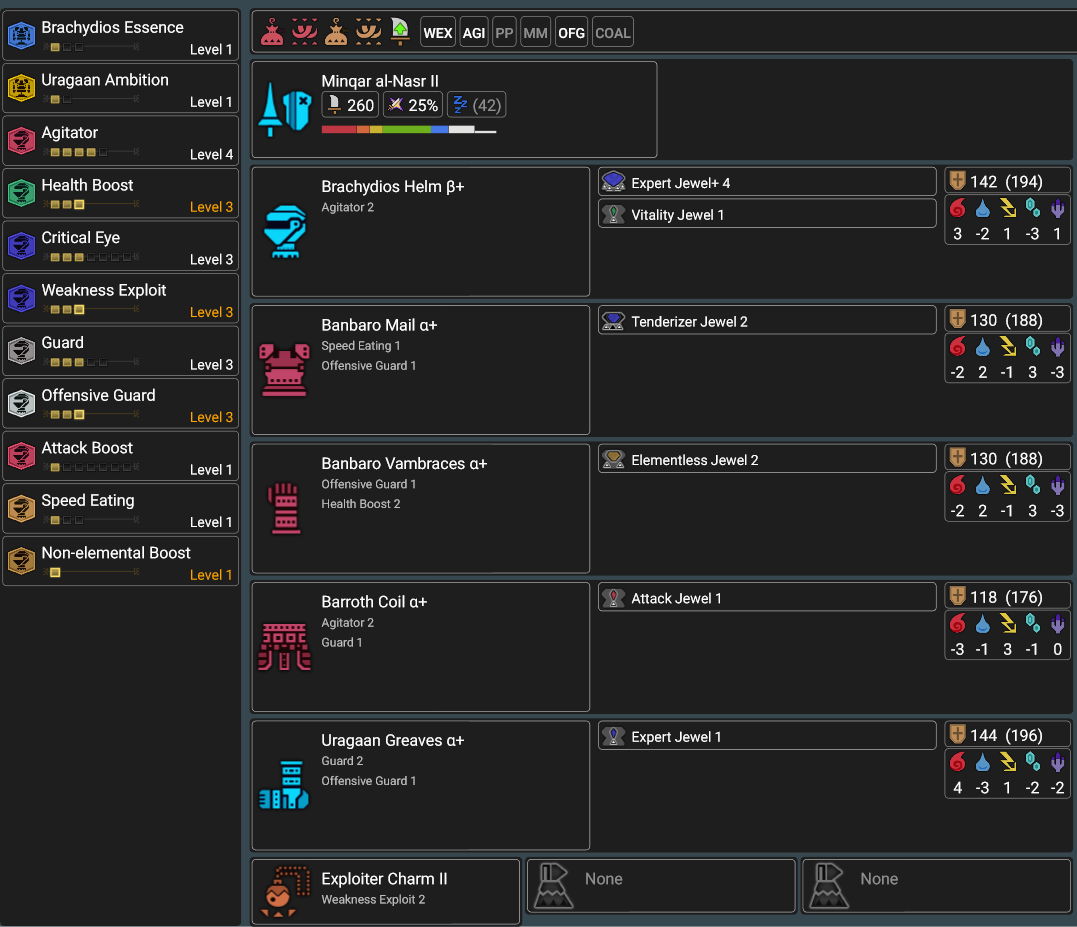 Brachydios Essence
Level 1
Uragaan Ambition
Level 1
Agitator
Level 4
Health Boost
Level 3
Critical Eye
Level 3
Weakness Exploit
Level 3
Guard
Level 3
Offensive Guard
Level 3
Attack Boost
Level 1
Speed Eating
Level 1
Non-elemental Boost
Level 1
WEX AGI PP MM OFG COAL
Minqar al-Nasr II
260 25% (42)
Brachydios Helm β+
Agitator 2
Expert Jewel+ 4
Vitality Jewel 1
142 (194)
3 -2 1 -3 1
Banbaro Mail α+
Speed Eating 1
Offensive Guard 1
Tenderizer Jewel 2
130 (188)
-2 2 -1 3 -3
Banbaro Vambraces α+
Offensive Guard 1
Health Boost 2
Elementless Jewel 2
130 (188)
-2 2 -1 3 -3
Barroth Coil α+
Agitator 2
Guard 1
Attack Jewel 1
118 (176)
-3 -1 3 -1 0
Uragaan Greaves α+
Guard 2
Offensive Guard 1
Expert Jewel 1
144 (196)
4 -3 1 -2 -2
Exploiter Charm II
Weakness Exploit 2
None
None